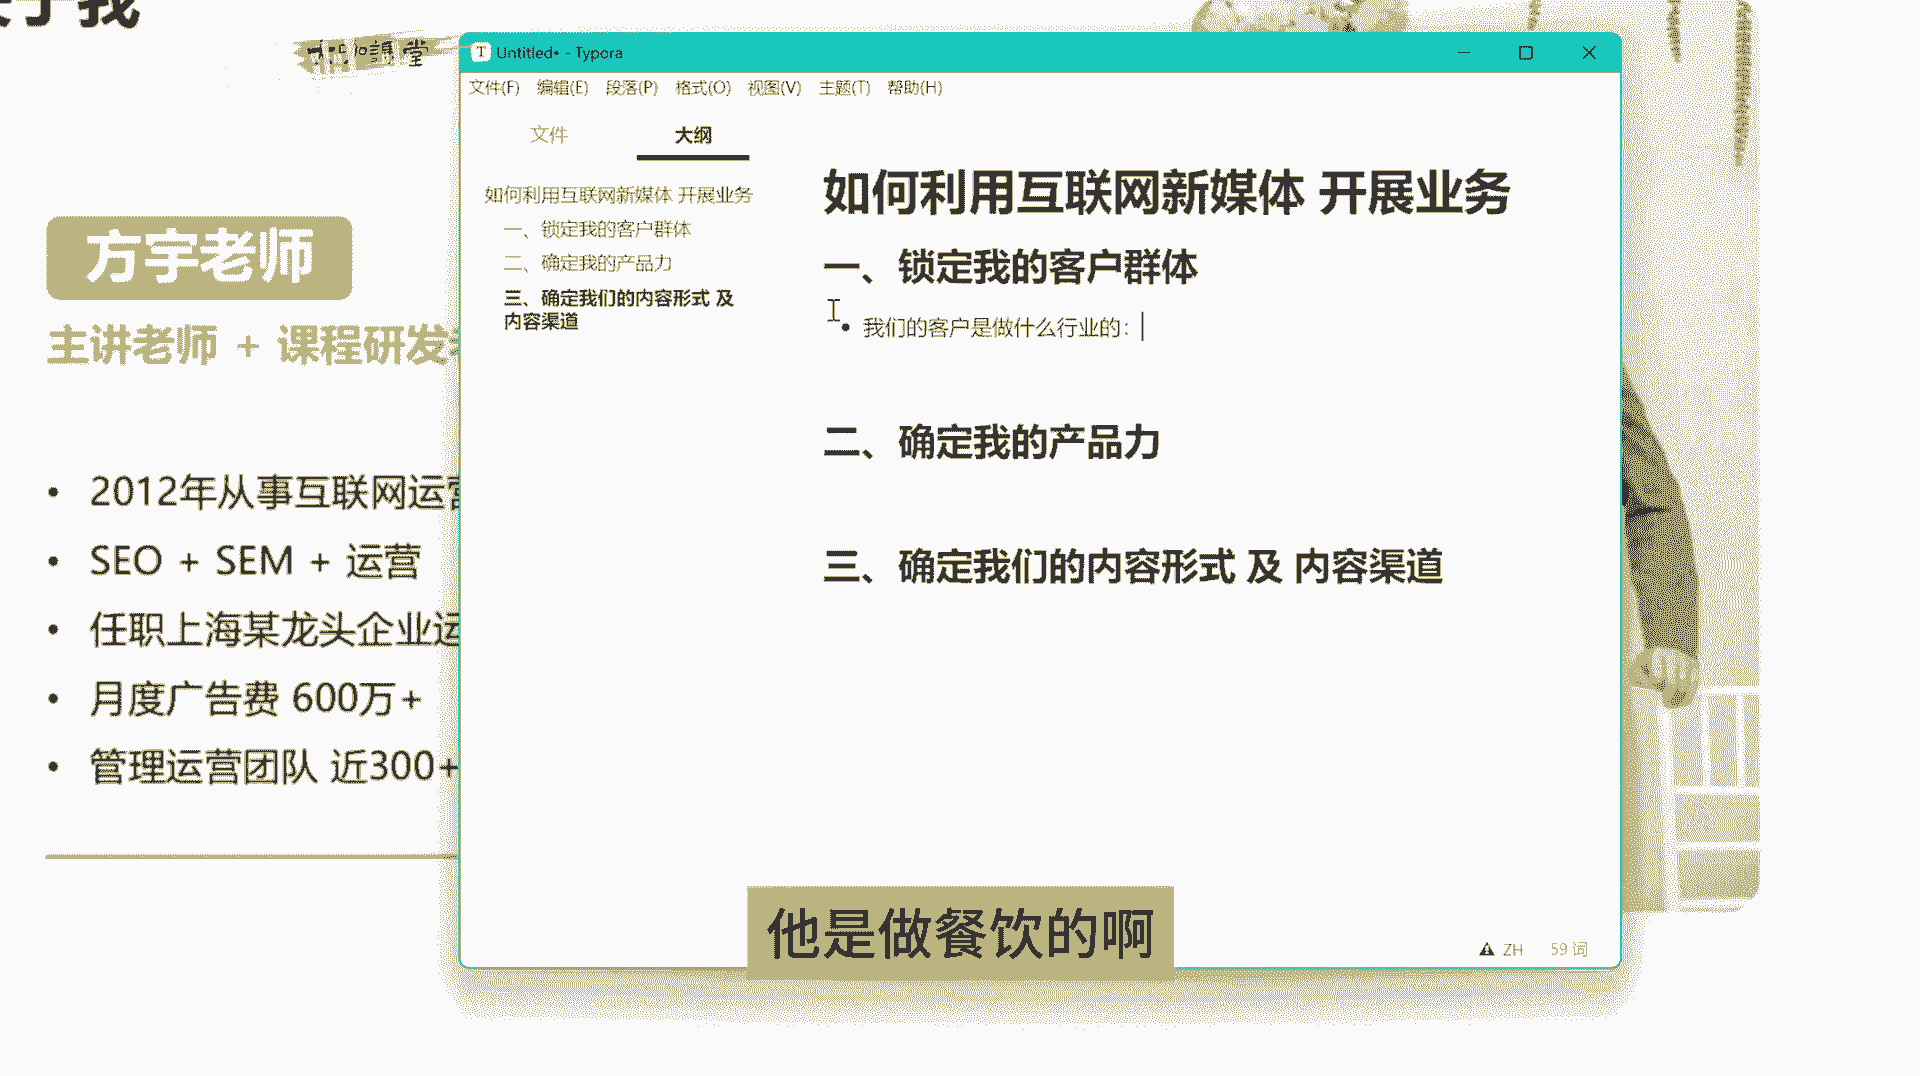 于我
课堂
方宇老师
主讲老师 + 课程研发
• 2012年从事互联网运营
• SEO + SEM + 运营
• 任职上海某龙头企业运
• 月度广告费 600万+
• 管理运营团队 近300+
Untitled• - Typora
文件(F) 编辑(E) 段落(P) 格式(O) 视图(V) 主题(T) 帮助(H)
文件 大纲
如何利用互联网新媒体 开展业务
一、锁定我的客户群体
二、确定我的产品力
三、确定我们的内容形式 及
内容渠道
如何利用互联网新媒体 开展业务
一、锁定我的客户群体
• 我们的客户是做什么行业的：
二、确定我的产品力
三、确定我们的内容形式 及 内容渠道
ZH 59 词
他是做餐饮的啊